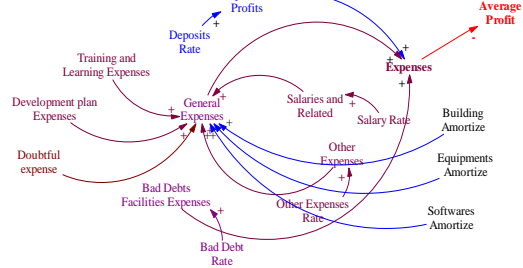 Average
Profit
-
Profits
+
Deposits
Rate
+
+
Expenses
+
Training and
Learning Expenses
General
Expenses
+
+
+
+
+
+
Development plan
Expenses
Salaries and
Related
+
Salary Rate
Building
Amortize
Doubtful
expense
Other
Expenses
+
Equipments
Amortize
Bad Debts
Facilities Expenses
+
Other Expenses
Rate
Softwares
Amortize
Bad Debt
Rate